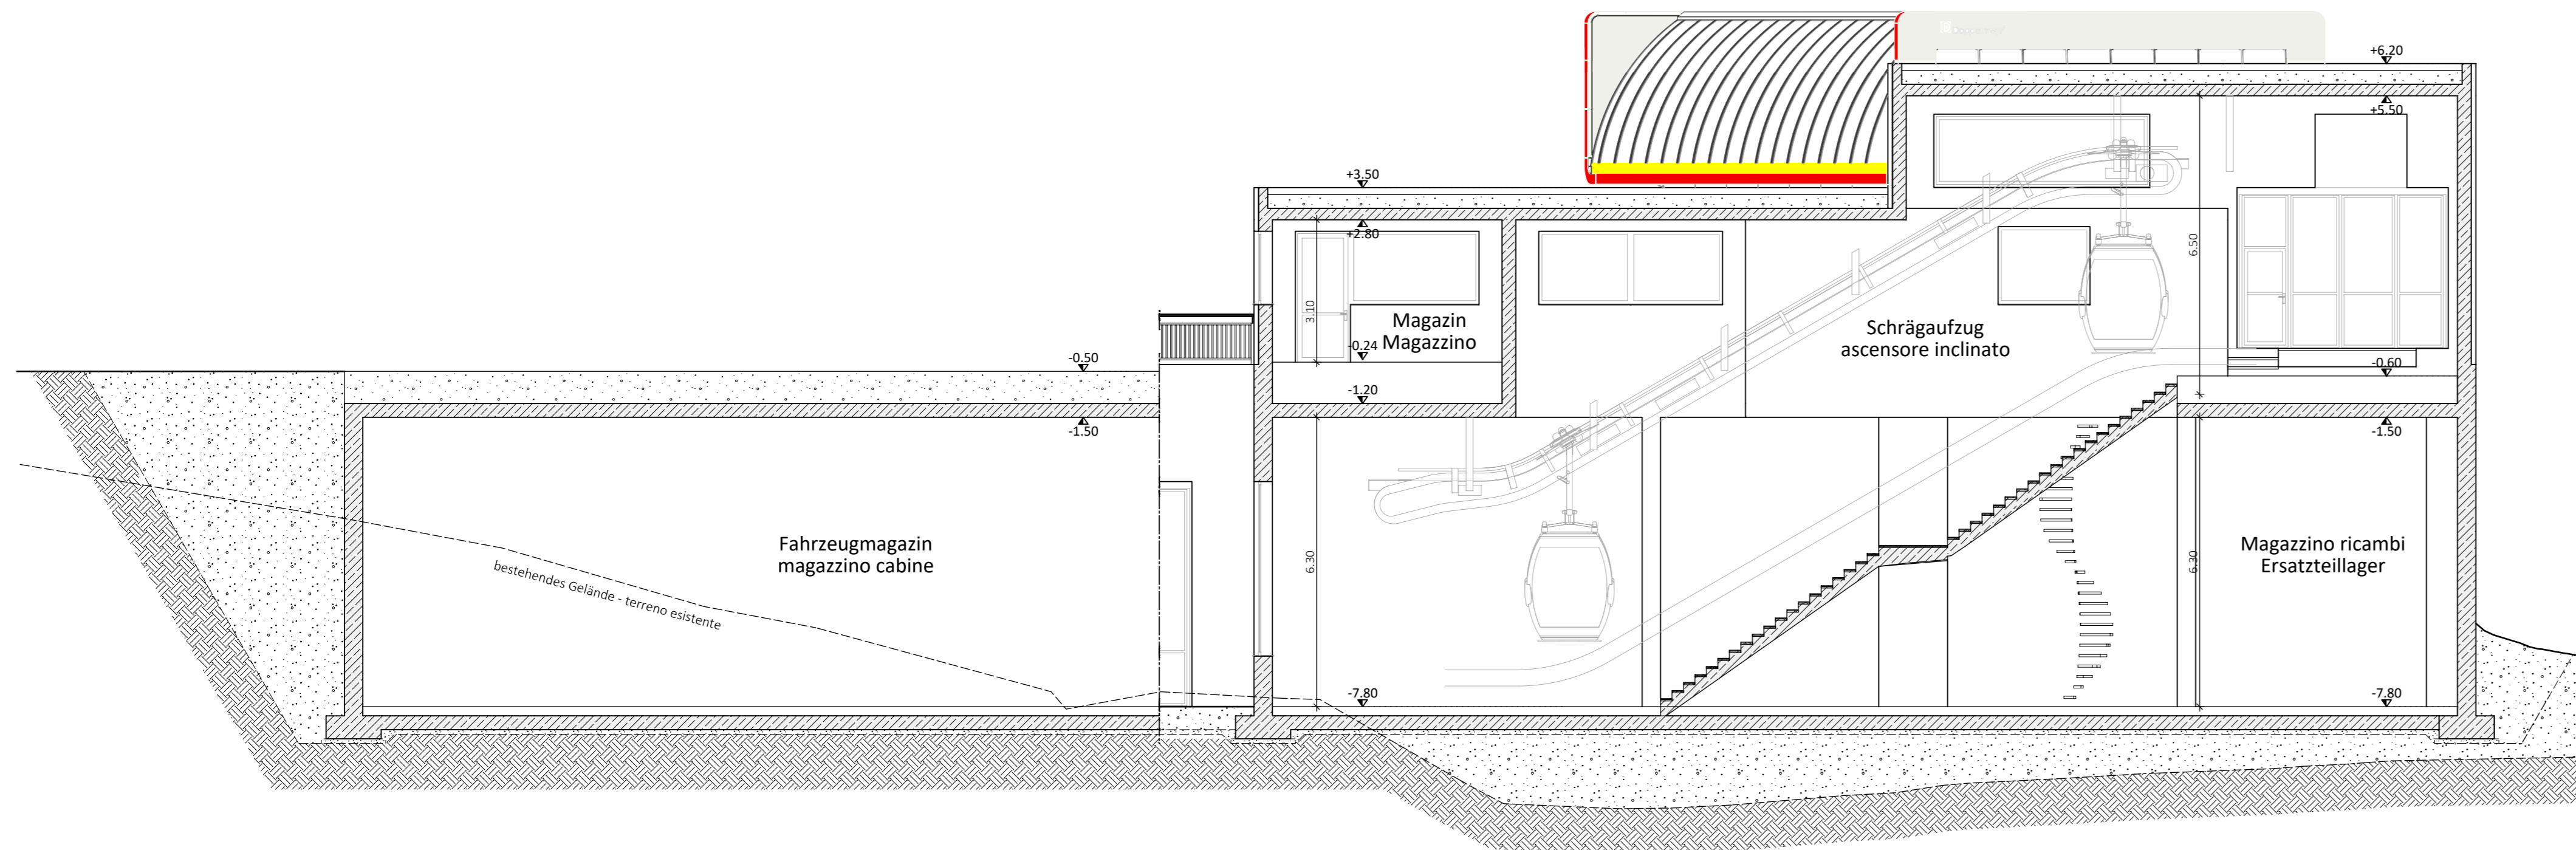 +6.20
+5.50
+3.50
+2.80
6.50
3.10
Magazin
Magazzino
-0.24
Schrägaufzug
ascensore inclinato
-0.50
-0.60
-1.20
-1.50
-1.50
Fahrzeugmagazin
magazzino cabine
bestehendes Gelände - terreno esistente
6.30
6.30
Magazzino ricambi
Ersatzteillager
-7.80
-7.80